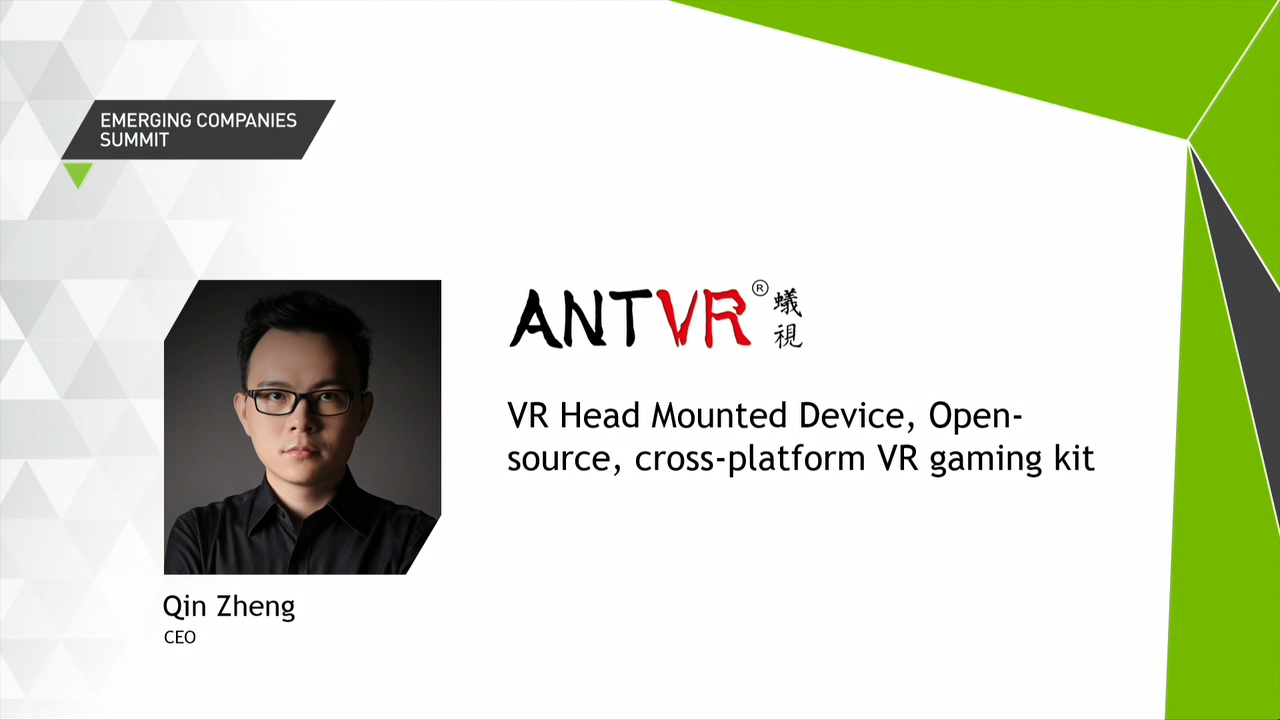 EMERGING COMPANIES
SUMMIT
ANTVR® 蟻視
VR Head Mounted Device, Open-
source, cross-platform VR gaming kit
Qin Zheng
CEO